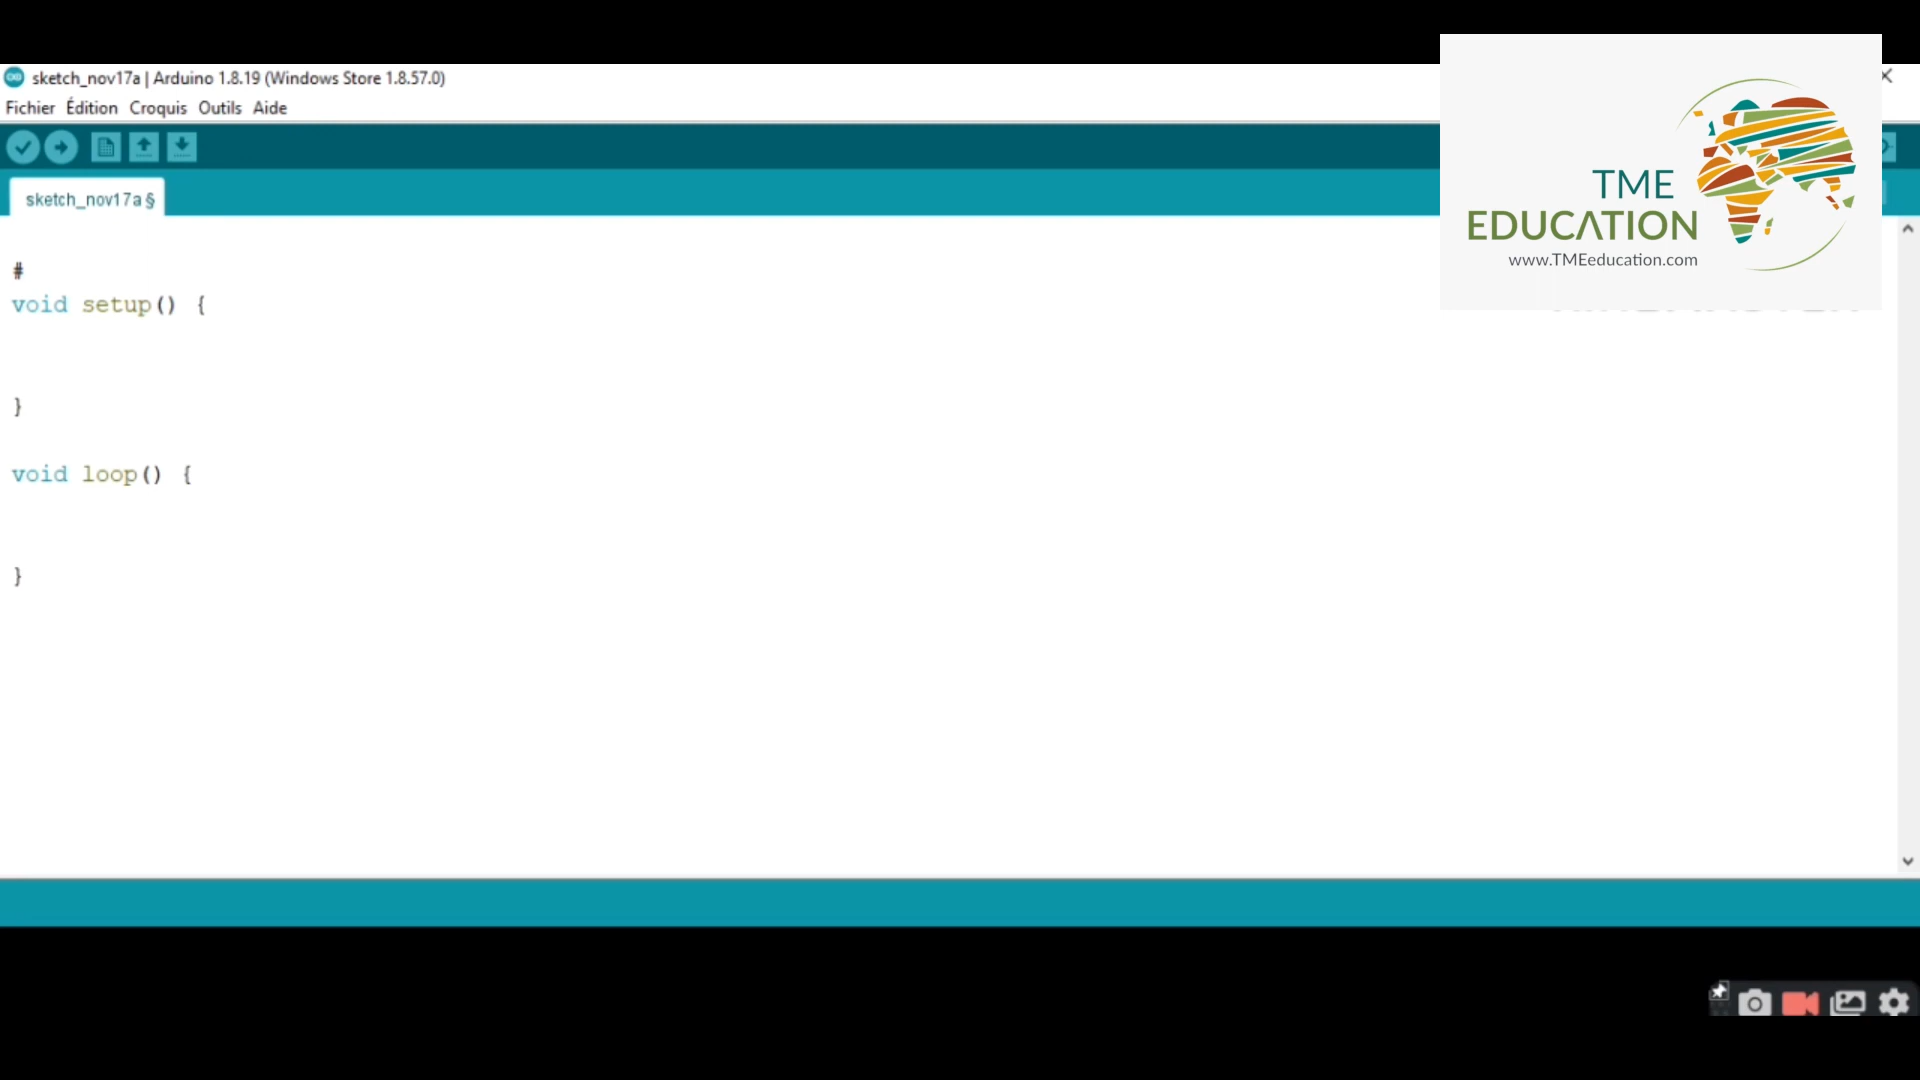 sketch_nov17a | Arduino 1.8.19 (Windows Store 1.8.57.0)
Fichier Édition Croquis Outils Aide
sketch_nov17a §
#
void setup() {
}
void loop() {
}
TME
EDUCATION
www.TMEeducation.com